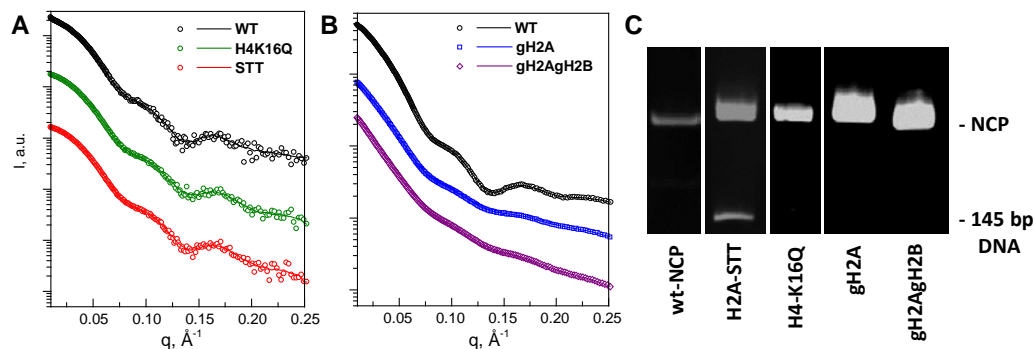 A
WT
H4K16Q
STT
I, a.u.
0.05 0.10 0.15 0.20 0.25
q, Å-1
B
WT
gH2A
gH2AgH2B
0.05 0.10 0.15 0.20 0.25
q, Å-1
C
- NCP
- 145 bp
DNA
wt-NCP
H2A-STT
H4-K16Q
gH2A
gH2AgH2B